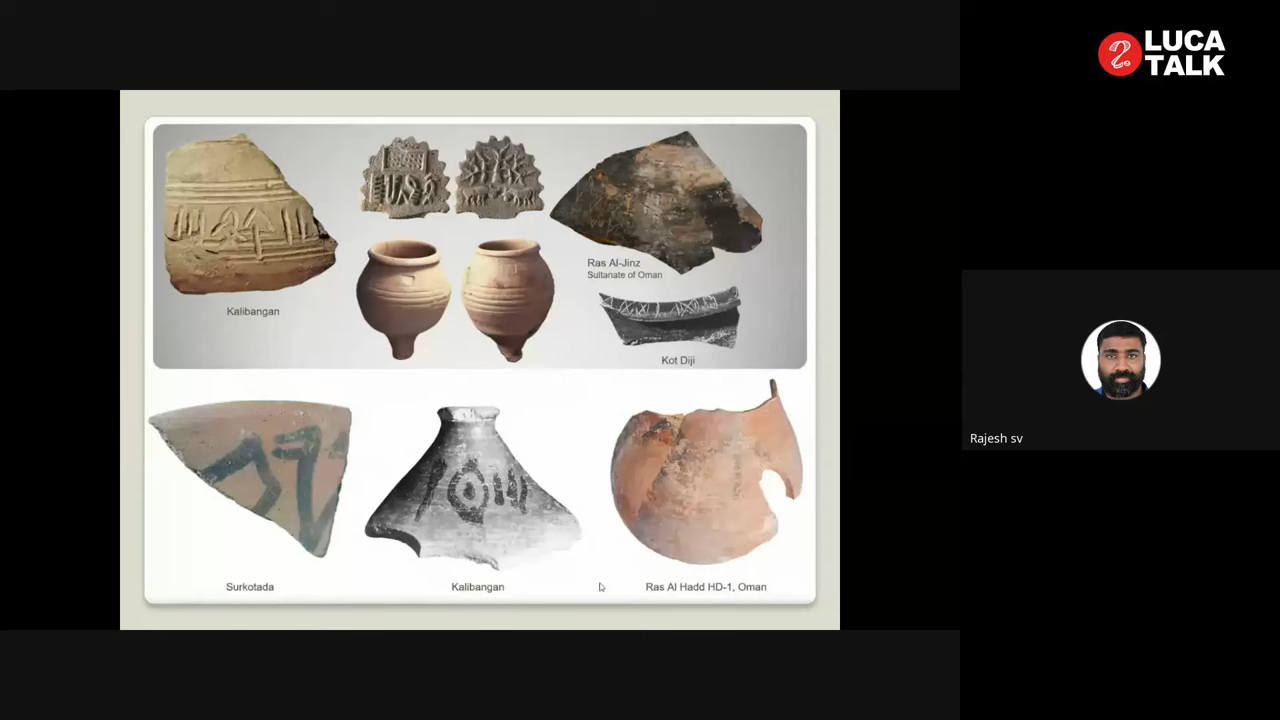 LUCA
TALK
Kalibangan
Ras Al-Jinz
Sultanate of Oman
Kot Diji
Surkotada
Kalibangan
Ras Al Hadd HD-1, Oman
Rajesh sv